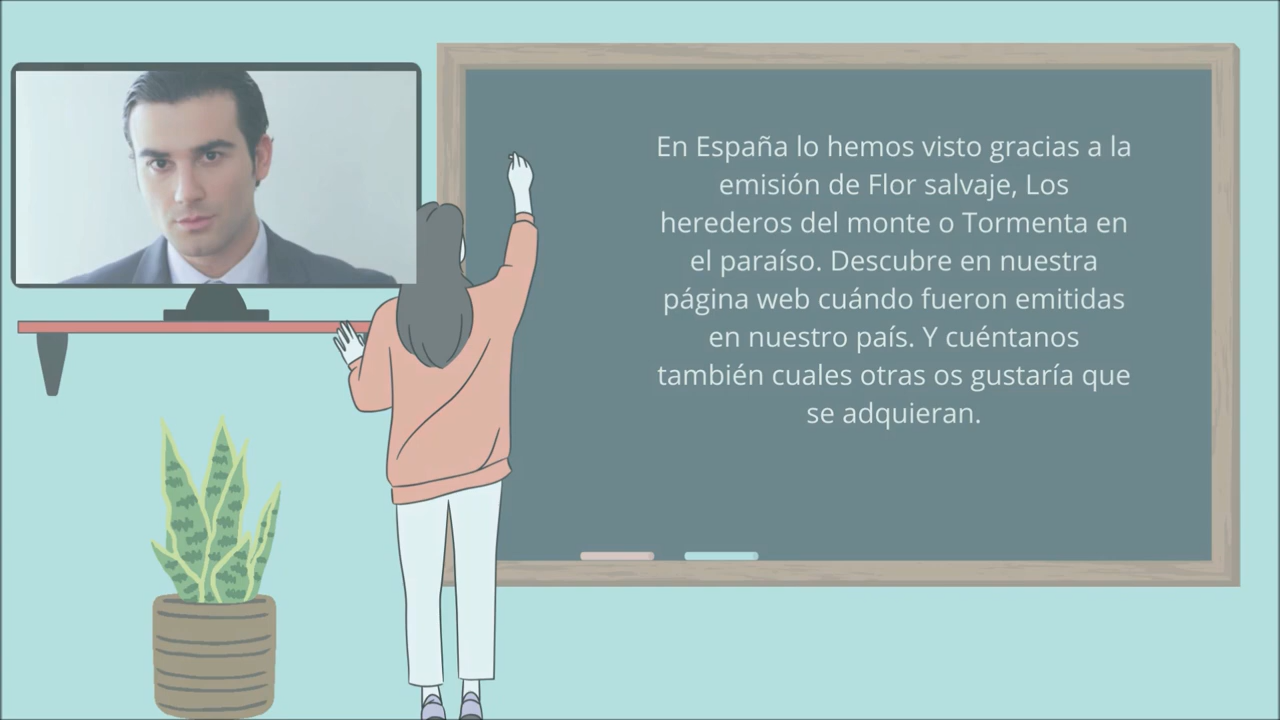 En España lo hemos visto gracias a la
emisión de Flor salvaje, Los
herederos del monte o Tormenta en
el paraíso. Descubre en nuestra
página web cuándo fueron emitidas
en nuestro país. Y cuéntanos
también cuales otras os gustaría que
se adquieran.